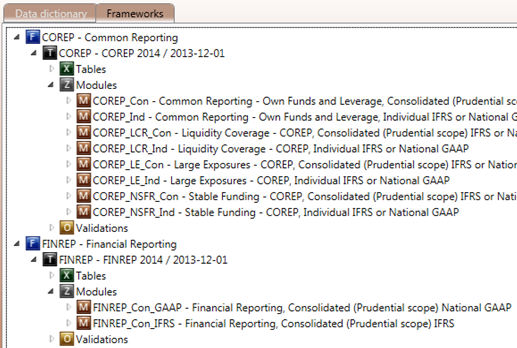 Data dictionary Frameworks
F COREP - Common Reporting
T COREP - COREP 2014 / 2013-12-01
X Tables
Z Modules
M COREP_Con - Common Reporting - Own Funds and Leverage, Consolidated (Prudential sco
M COREP_Ind - Common Reporting - Own Funds and Leverage, Individual IFRS or National G
M COREP_LCR_Con - Liquidity Coverage - COREP, Consolidated (Prudential scope) IFRS or N
M COREP_LCR_Ind - Liquidity Coverage - COREP, Individual IFRS or National GAAP
M COREP_LE_Con - Large Exposures - COREP, Consolidated (Prudential scope) IFRS or Nation
M COREP_LE_Ind - Large Exposures - COREP, Individual IFRS or National GAAP
M COREP_NSFR_Con - Stable Funding - COREP, Consolidated (Prudential scope) IFRS or Natio
M COREP_NSFR_Ind - Stable Funding - COREP, Individual IFRS or National GAAP
O Validations
F FINREP - Financial Reporting
T FINREP - FINREP 2014 / 2013-12-01
X Tables
Z Modules
M FINREP_Con_GAAP - Financial Reporting, Consolidated (Prudential scope) National GAAP
M FINREP_Con_IFRS - Financial Reporting, Consolidated (Prudential scope) IFRS
O Validations